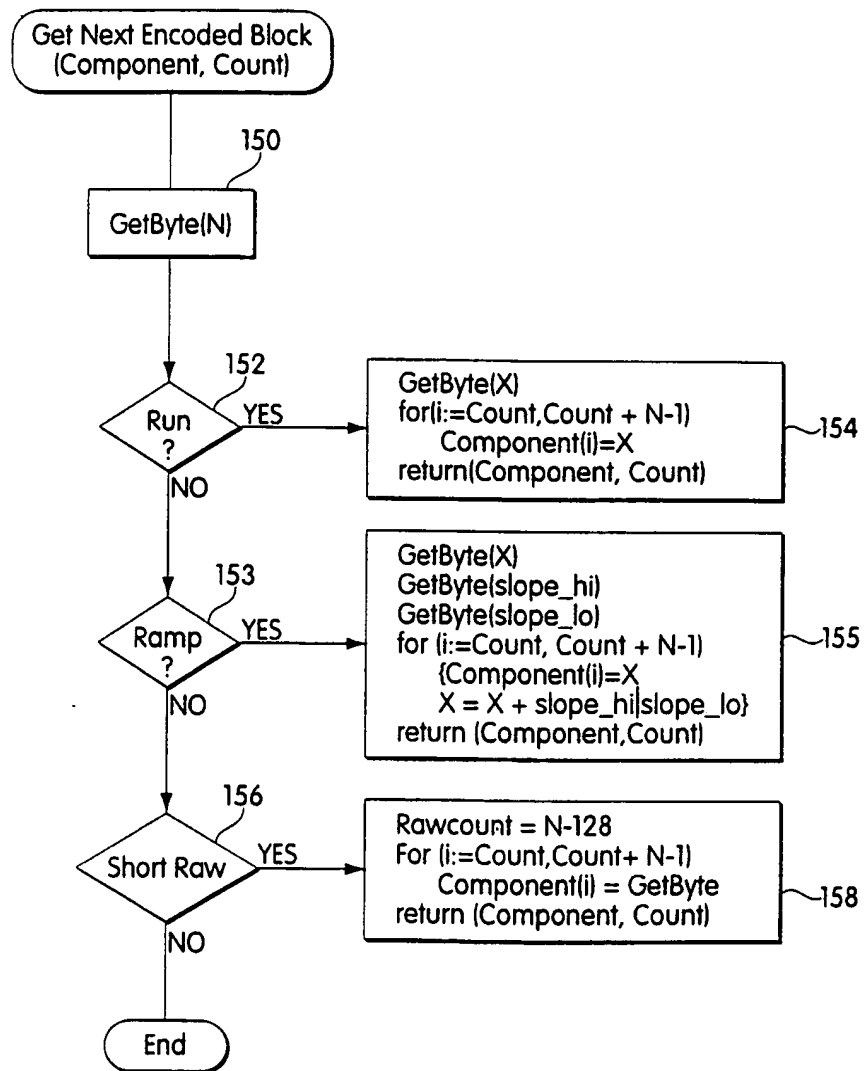 Get Next Encoded Block
(Component, Count)
150
GetByte(N)
152
Run
?
YES
NO
GetByte(X)
for(i:=Count,Count + N-1)
Component(i)=X
return(Component, Count)
154
153
Ramp
?
YES
NO
GetByte(X)
GetByte(slope_hi)
GetByte(slope_lo)
for (i:=Count, Count + N-1)
{Component(i)=X
X = X + slope_hi|slope_lo}
return (Component,Count)
155
156
Short Raw
YES
NO
Rawcount = N-128
For (i:=Count,Count+ N-1)
Component(i) = GetByte
return (Component, Count)
158
End